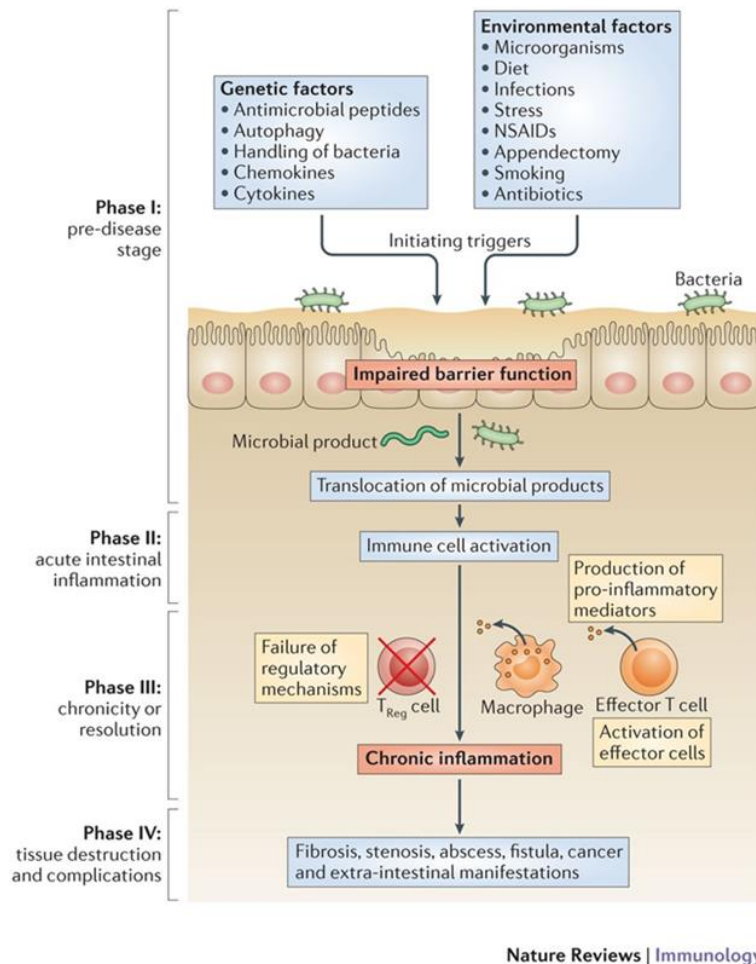 Environmental factors
• Microorganisms
• Diet
• Infections
• Stress
• NSAIDs
• Appendectomy
• Smoking
• Antibiotics
Genetic factors
• Antimicrobial peptides
• Autophagy
• Handling of bacteria
• Chemokines
• Cytokines
Phase I:
pre-disease
stage
Initiating triggers
Bacteria
Impaired barrier function
Microbial product
Translocation of microbial products
Phase II:
acute intestinal
inflammation
Immune cell activation
Production of
pro-inflammatory
mediators
Phase III:
chronicity or
resolution
Failure of
regulatory
mechanisms
TReg cell
Macrophage
Effector T cell
Activation of
effector cells
Chronic inflammation
Phase IV:
tissue destruction
and complications
Fibrosis, stenosis, abscess, fistula, cancer
and extra-intestinal manifestations
Nature Reviews | Immunology